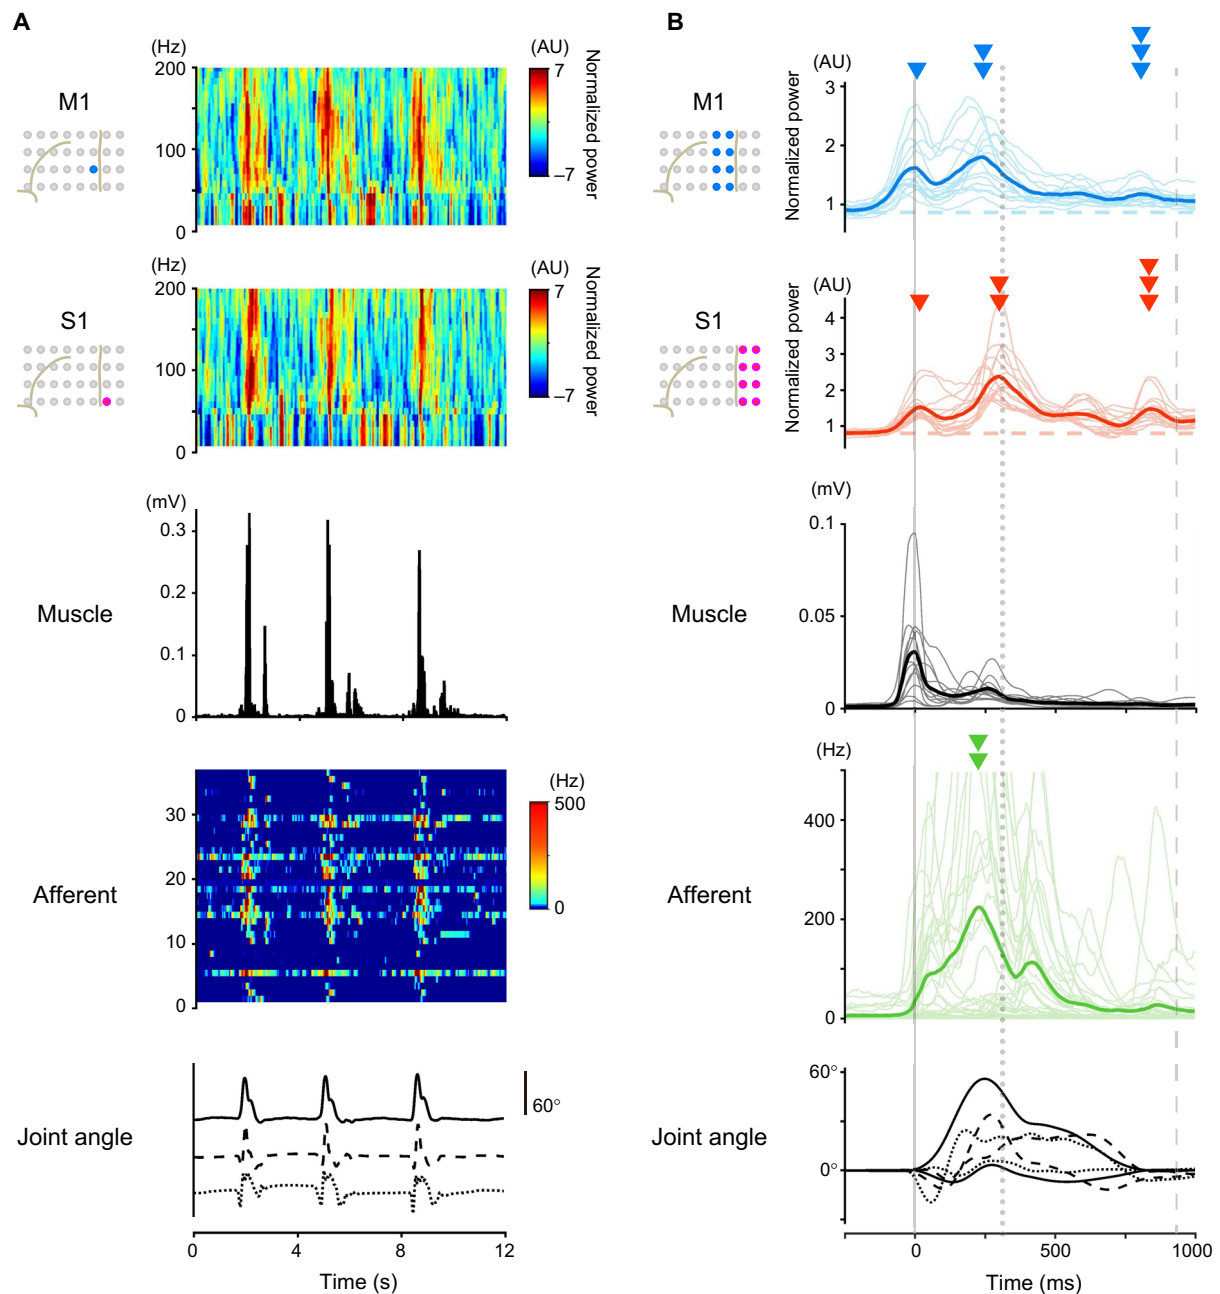 A
(Hz)
(AU)
200
7
M1
100
–7
0
Normalized power
(Hz)
(AU)
200
7
S1
100
–7
0
Normalized power
(mV)
0.3
0.2
Muscle
0.1
0
(Hz)
500
30
20
Afferent
0
10
0
60°
Joint angle
0
4
8
12
Time (s)
B
(AU)
M1
3
2
1
Normalized power
(AU)
S1
4
3
2
1
Normalized power
(mV)
0.1
Muscle
0.05
0
(Hz)
400
Afferent
200
0
60°
Joint angle
0°
0
500
1000
Time (ms)